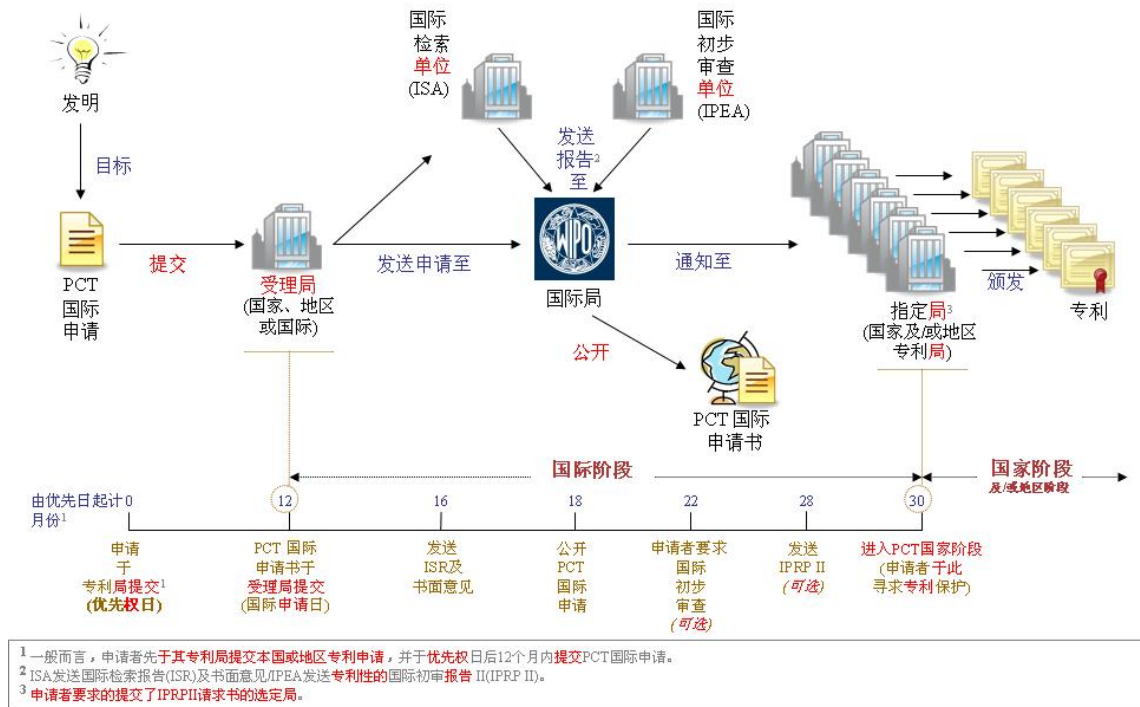 国际
检索
单位
(ISA)
国际
初步
审查
单位
(IPEA)
发明
目标
发送
报告2
至
PCT
国际
申请
提交
受理局
(国家、地区
或国际)
发送申请至
WIPO
国际局
通知至
指定局3
(国家及/或地区
专利局)
颁发
专利
公开
PCT 国际
申请书
国际阶段
国家阶段
及/或地区阶段
由优先日起计
月份1
0
12
16
18
22
28
30
申请
于
专利局提交1
(优先权日)
PCT 国际
申请书于
受理局提交
(国际申请日)
发送
ISR及
书面意见
公开
PCT
国际
申请
申请者要求
国际
初步
审查
(可选)
发送
IPRP II
(可选)
进入PCT国家阶段
(申请者于此
寻求专利保护)
1 一般而言，申请者先于其专利局提交本国或地区专利申请，并于优先权日后12个月内提交PCT国际申请。
2 ISA发送国际检索报告(ISR)及书面意见/IPEA发送专利性的国际初审报告 II(IPRP II)。
3 申请者要求的提交了IPRPII请求书的选定局。